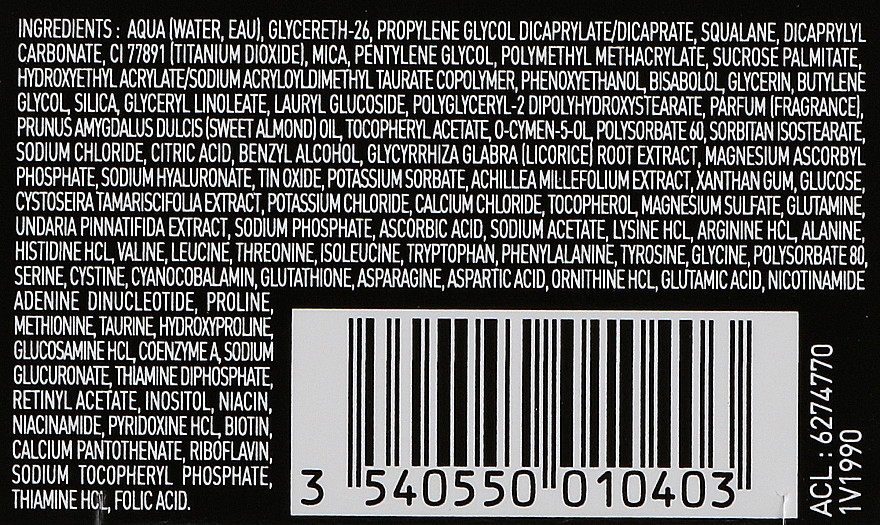 INGREDIENTS : AQUA (WATER, EAU), GLYCERETH-26, PROPYLENE GLYCOL DICAPRYLATE/DICAPRATE, SQUALANE, DICAPRYLYL
CARBONATE, CI 77891 (TITANIUM DIOXIDE), MICA, PENTYLENE GLYCOL, POLYMETHYL METHACRYLATE, SUCROSE PALMITATE,
HYDROXYETHYL ACRYLATE/SODIUM ACRYLOYLDIMETHYL TAURATE COPOLYMER, PHENOXYETHANOL, BISABOLOL, GLYCERIN, BUTYLENE
GLYCOL, SILICA, GLYCERYL LINOLEATE, LAURYL GLUCOSIDE, POLYGLYCERYL-2 DIPOLYHYDROXYSTEARATE, PARFUM (FRAGRANCE),
PRUNUS AMYGDALUS DULCIS (SWEET ALMOND) OIL, TOCOPHERYL ACETATE, O-CYMEN-5-OL, POLYSORBATE 60, SORBITAN ISOSTEARATE,
SODIUM CHLORIDE, CITRIC ACID, BENZYL ALCOHOL, GLYCYRRHIZA GLABRA (LICORICE) ROOT EXTRACT, MAGNESIUM ASCORBYL
PHOSPHATE, SODIUM HYALURONATE, TIN OXIDE, POTASSIUM SORBATE, ACHILLEA MILLEFOLIUM EXTRACT, XANTHAN GUM, GLUCOSE,
CYSTOSEIRA TAMARISCIFOLIA EXTRACT, POTASSIUM CHLORIDE, CALCIUM CHLORIDE, TOCOPHEROL, MAGNESIUM SULFATE, GLUTAMINE,
UNDARIA PINNATIFIDA EXTRACT, SODIUM PHOSPHATE, ASCORBIC ACID, SODIUM ACETATE, LYSINE HCL, ARGININE HCL, ALANINE,
HISTIDINE HCL, VALINE, LEUCINE, THREONINE, ISOLEUCINE, TRYPTOPHAN, PHENYLALANINE, TYROSINE, GLYCINE, POLYSORBATE 80,
SERINE, CYSTINE, CYANOCOBALAMIN, GLUTATHIONE, ASPARAGINE, ASPARTIC ACID, ORNITHINE HCL, GLUTAMIC ACID, NICOTINAMIDE
ADENINE DINUCLEOTIDE, PROLINE,
METHIONINE, TAURINE, HYDROXYPROLINE,
GLUCOSAMINE HCL, COENZYME A, SODIUM
GLUCURONATE, THIAMINE DIPHOSPHATE,
RETINYL ACETATE, INOSITOL, NIACIN,
NIACINAMIDE, PYRIDOXINE HCL, BIOTIN,
CALCIUM PANTOTHENATE, RIBOFLAVIN,
SODIUM TOCOPHERYL PHOSPHATE,
THIAMINE HCL, FOLIC ACID.
3 540550 010403
ACL : 6274770
1V1990